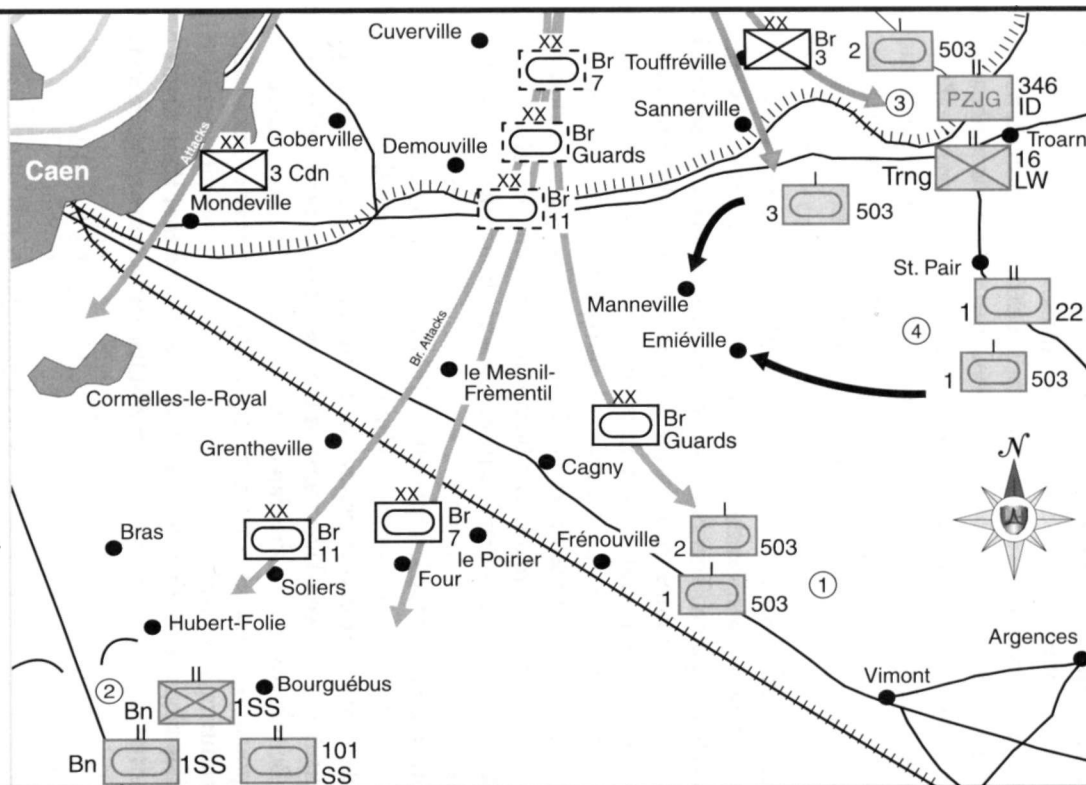 Cuverville
XX
Br
7
Touffréville
XX
Br
3
2
503
PZJG
346
ID
3
Goberville
XX
Br
Guards
Sannerville
Troarn
Attacks
XX
3 Cdn
Caen
Demouville
XX
Br
11
Trng
16
LW
Mondeville
3
503
St. Pair
Manneville
1
22
4
Emiéville
1
503
Br. Attacks
le Mesnil-
Frèmentil
Cormelles-le-Royal
XX
Br
Guards
Grentheville
Cagny
N
XX
Br
11
XX
Br
7
Bras
le Poirier
Frénouville
2
503
Soliers
Four
1
503
1
Hubert-Folie
Argences
Vimont
2
Bn
1SS
Bourguébus
Bn
1SS
101
SS